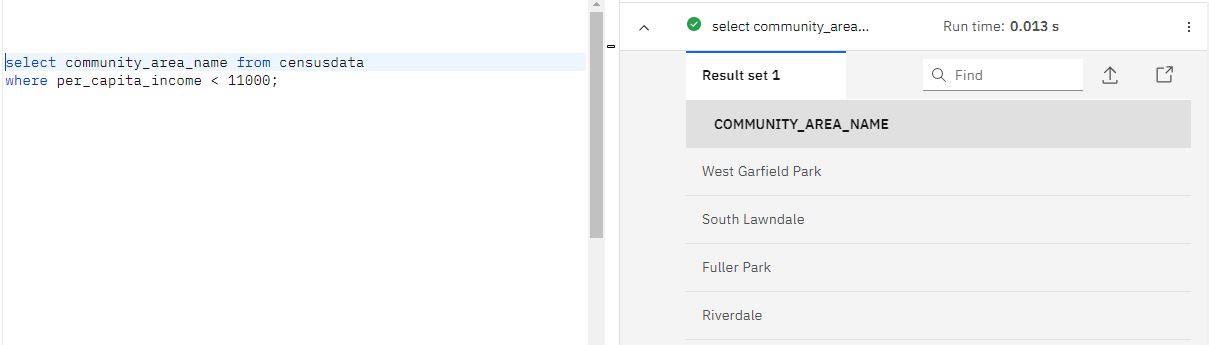 select community_area_name from censusdata
where per_capita_income < 11000;
select community_area... Run time: 0.013 s
Result set 1 Find
COMMUNITY_AREA_NAME
West Garfield Park
South Lawndale
Fuller Park
Riverdale